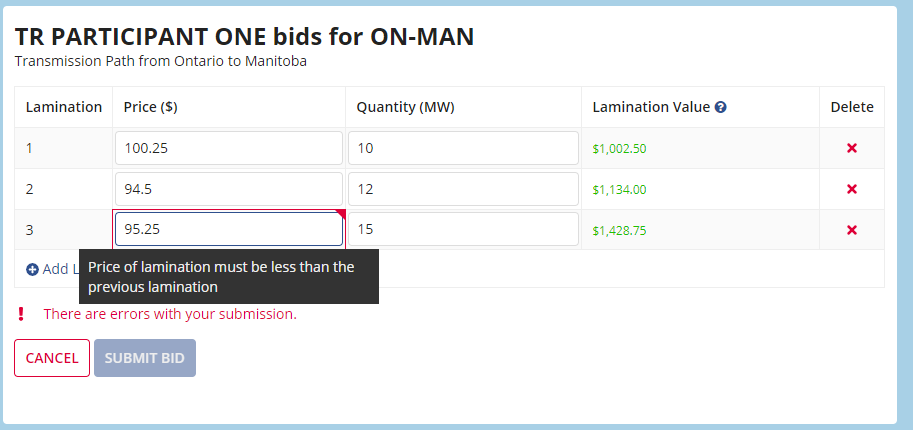 TR PARTICIPANT ONE bids for ON-MAN
Transmission Path from Ontario to Manitoba
Lamination Price ($) Quantity (MW) Lamination Value Delete
1 100.25 10 $1,002.50
2 94.5 12 $1,134.00
3 95.25 15 $1,428.75
Add L
Price of lamination must be less than the
previous lamination
There are errors with your submission.
CANCEL SUBMIT BID